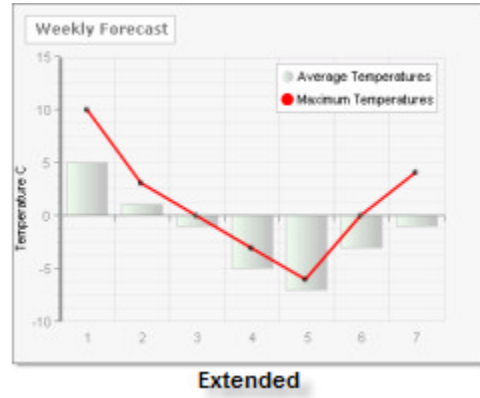 Weekly Forecast
15
Average Temperatures
Maximum Temperatures
10
5
0
-5
-10
Temperature C
1 2 3 4 5 6 7
Extended